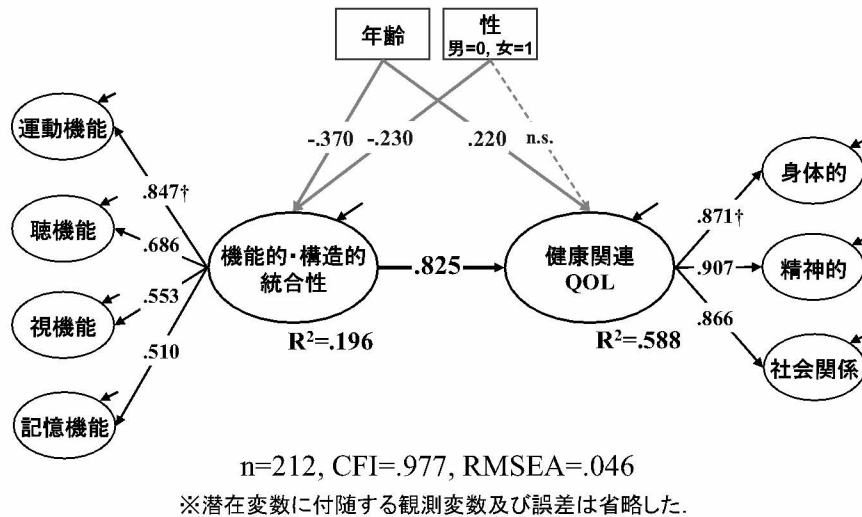 年齢
性
男=0, 女=1
運動機能
聴機能
視機能
記憶機能
-.370
-.230
.220
n.s.
.847†
.686
.553
.510
機能的・構造的
統合性
R²=.196
.825
健康関連
QOL
R²=.588
.871†
.907
.866
身体的
精神的
社会関係
n=212, CFI=.977, RMSEA=.046
※潜在変数に付随する観測変数及び誤差は省略した.